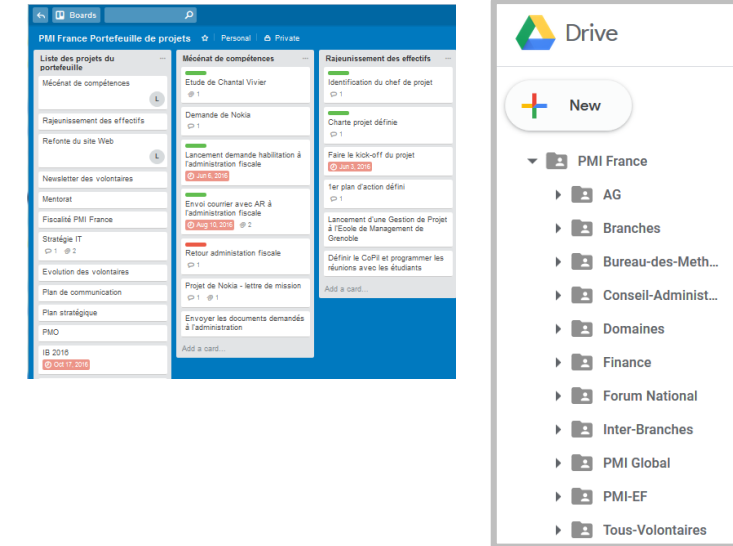 Boards
PMI France Portefeuille de projets
Personal
Private
Liste des projets du
portefeuille
Mécénat de compétences
L
Rajeunissement des effectifs
Refonte du site Web
L
Newsletter des volontaires
Mentorat
Fiscalité PMI France
Stratégie IT
1 2
Evolution des volontaires
Plan de communication
Plan stratégique
PMO
IB 2016
Oct 17, 2016
Mécénat de compétences
Etude de Chantal Vivier
1
Demande de Nokia
1
Lancement demande habilitation à
l'administration fiscale
Jun 6, 2016
Envoi courrier avec AR à
l'administration fiscale
Aug 10, 2016 2
Retour administation fiscale
1
Projet de Nokia - lettre de mission
1 1
Envoyer les documents demandés
à l'administration
Add a card...
Rajeunissement des effectifs
Identification du chef de projet
1
Charte projet définie
1
Faire le kick-off du projet
Jun 3, 2016
1er plan d'action défini
1
Lancement d'une Gestion de Projet
à l'Ecole de Management de
Grenoble
Définir le CoPil et programmer les
réunions avec les étudiants
Add a card...
Drive
New
PMI France
AG
Branches
Bureau-des-Meth...
Conseil-Administ...
Domaines
Finance
Forum National
Inter-Branches
PMI Global
PMI-EF
Tous-Volontaires